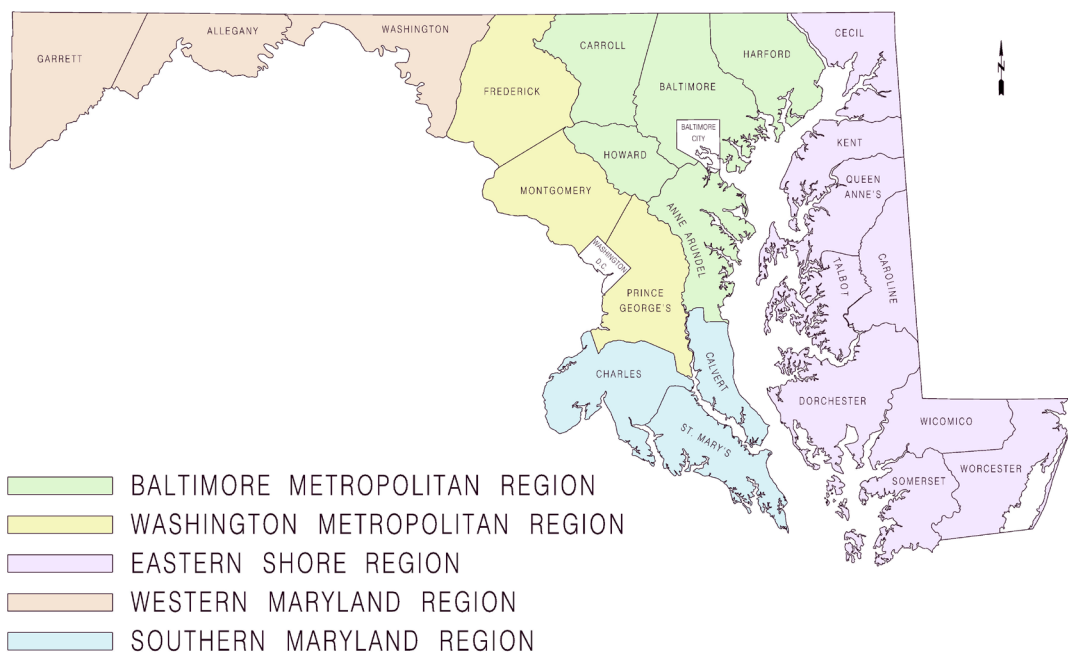 GARRETT
ALLEGANY
WASHINGTON
FREDERICK
CARROLL
BALTIMORE
HARFORD
CECIL
BALTIMORE
CITY
HOWARD
KENT
QUEEN
ANNE'S
MONTGOMERY
ANNE ARUNDEL
WASHINGTON
D.C.
PRINCE
GEORGE'S
TALBOT
CAROLINE
CHARLES
CALVERT
ST. MARY'S
DORCHESTER
WICOMICO
WORCESTER
SOMERSET
N
BALTIMORE METROPOLITAN REGION
WASHINGTON METROPOLITAN REGION
EASTERN SHORE REGION
WESTERN MARYLAND REGION
SOUTHERN MARYLAND REGION